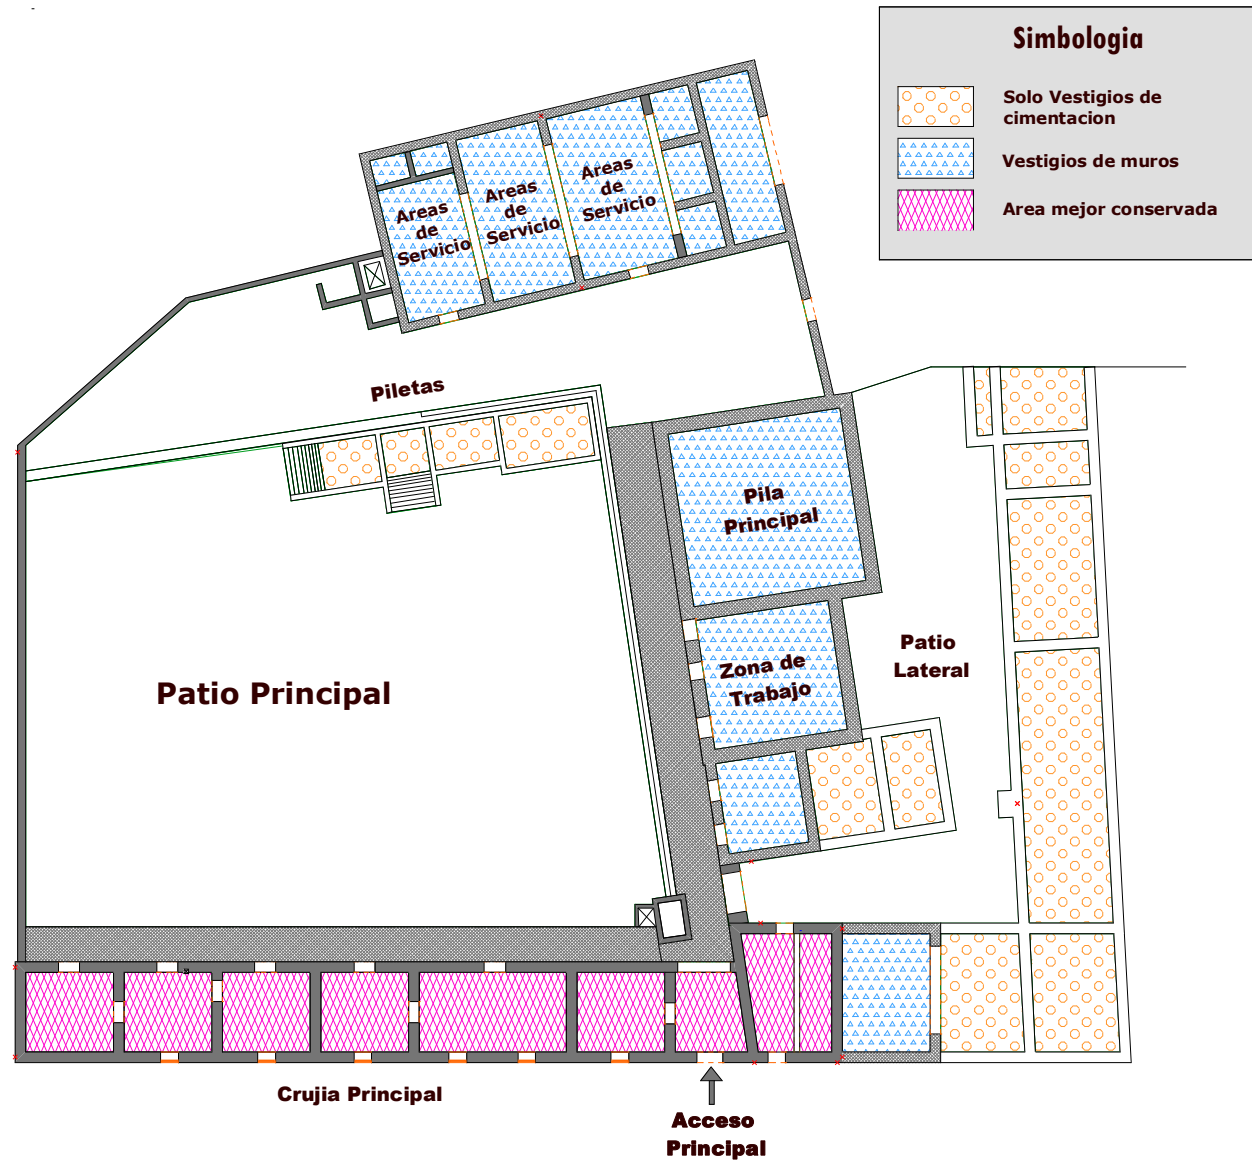 Simbologia
Solo Vestigios de
cimentacion
Vestigios de muros
Area mejor conservada
Areas
de
Servicio
Areas
de
Servicio
Areas
de
Servicio
Piletas
Pila
Principal
Zona de
Trabajo
Patio
Lateral
Patio Principal
Crujia Principal
Acceso
Principal